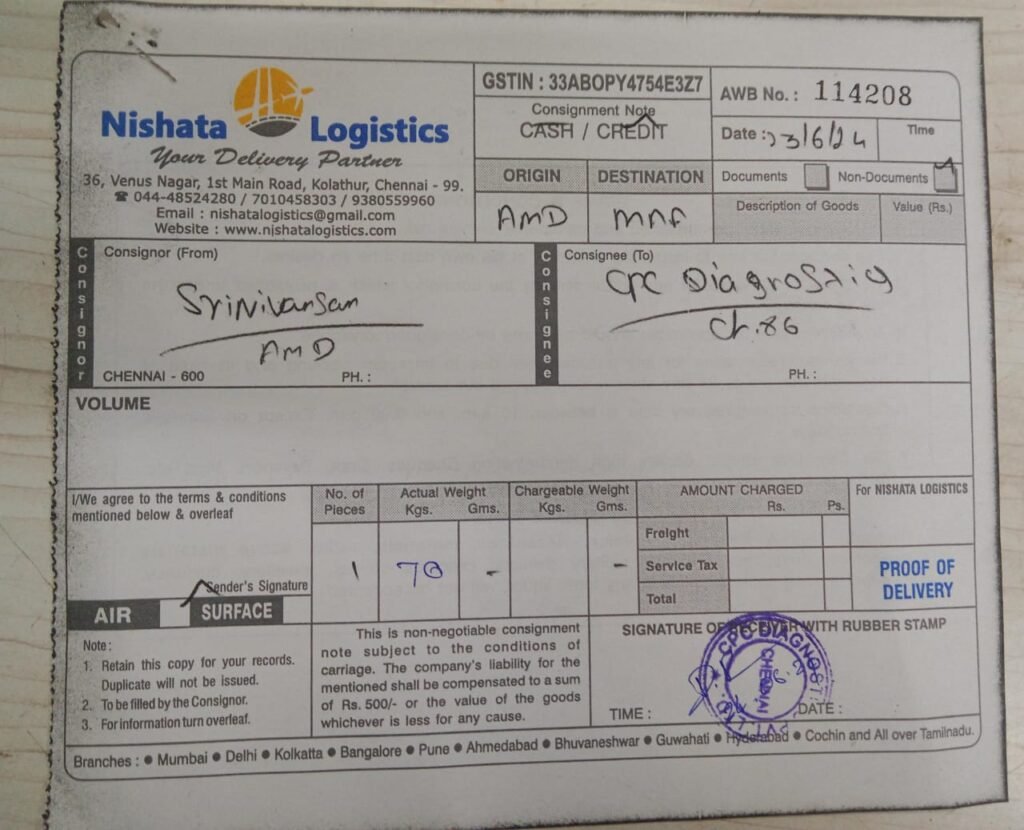 Nishata Logistics
Your Delivery Partner
36, Venus Nagar, 1st Main Road, Kolathur, Chennai - 99.
☎ 044-48524280 / 7010458303 / 9380559960
Email : nishatalogistics@gmail.com
Website : www.nishatalogistics.com
GSTIN : 33ABOPY4754E3Z7
Consignment Note
CASH / CREDIT
AWB No. : 114208
Date : 23/6/24 Time
ORIGIN DESTINATION
Documents Non-Documents
AMD MAA
Description of Goods Value (Rs.)
Consignor
Consignor (From)
Srinivansan
AMD
CHENNAI - 600 PH. :
Consignee
Consignee (To)
CPC Diagnostig
Ch.86
PH. :
VOLUME
I/We agree to the terms & conditions
mentioned below & overleaf
Sender's Signature
AIR SURFACE
No. of Pieces
Actual Weight
Kgs. Gms.
Chargeable Weight
Kgs. Gms.
AMOUNT CHARGED
Rs. Ps.
1 70 - -
Freight
Service Tax
Total
For NISHATA LOGISTICS
PROOF OF
DELIVERY
Note :
1. Retain this copy for your records.
Duplicate will not be issued.
2. To be filled by the Consignor.
3. For information turn overleaf.
This is non-negotiable consignment
note subject to the conditions of
carriage. The company's liability for the
mentioned shall be compensated to a sum
of Rs. 500/- or the value of the goods
whichever is less for any cause.
SIGNATURE OF RECEIVER WITH RUBBER STAMP
CPC DIAGNOSTI
PVT. LTD.
CHENNAI
TIME : DATE :
Branches : ● Mumbai ● Delhi ● Kolkatta ● Bangalore ● Pune ● Ahmedabad ● Bhuvaneshwar ● Guwahati ● Hyderabad ● Cochin and All over Tamilnadu.